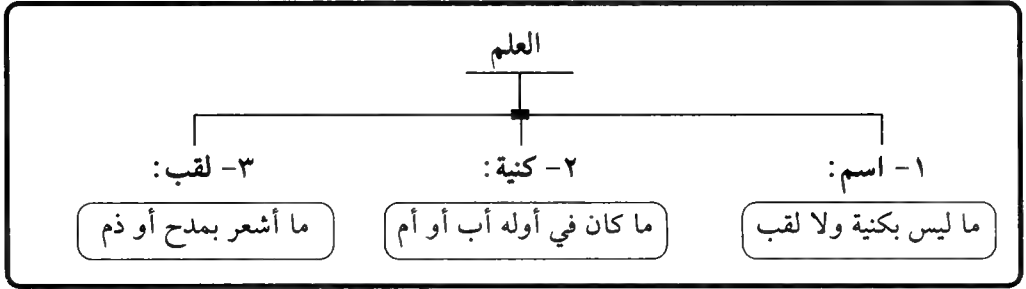 العلم
١- اسم:
٢- كنية:
٣- لقب:
ما ليس بكنية ولا لقب
ما كان في أوله أب أو أم
ما أشعر بمدح أو ذم